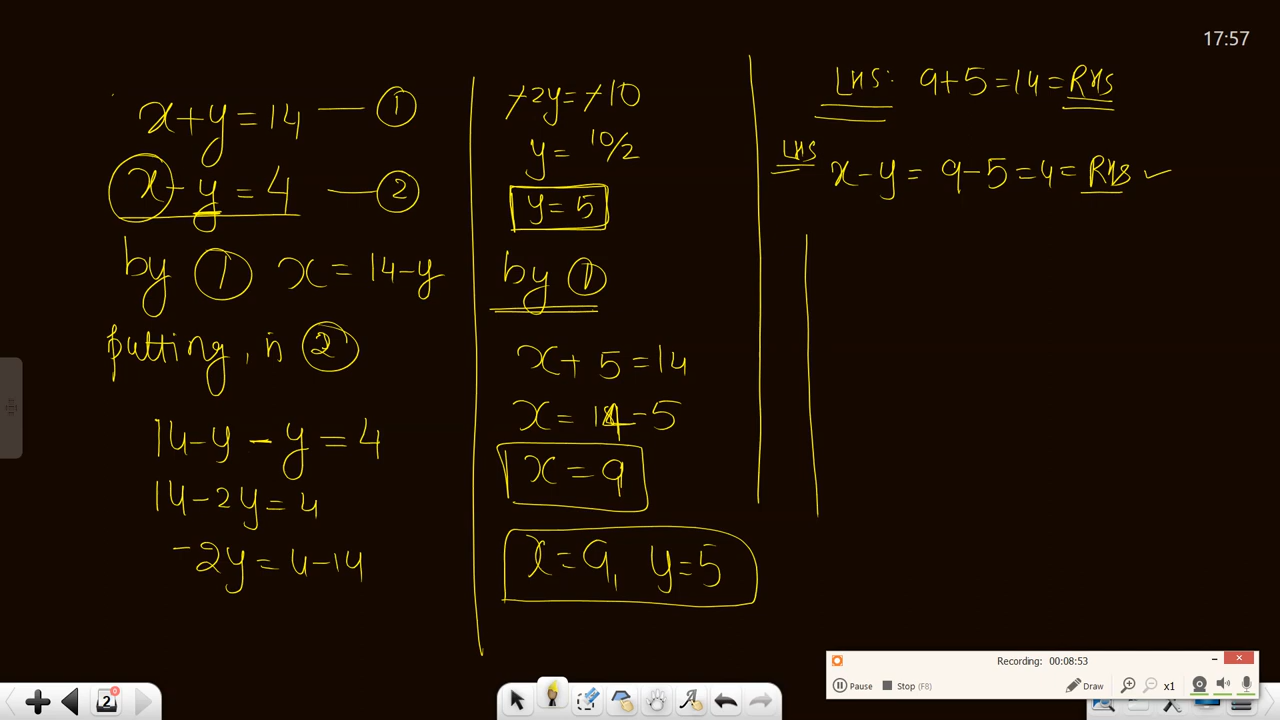 17:57
x+y=14 — ①
x-y=4 — ②
by ① x=14-y
putting, in ②
14-y-y=4
14-2y=4
-2y=4-14
-2y=-10
y= 10/2
y=5
by ①
x+5=14
x=14-5
x=9
x=9, y=5
LHS: 9+5=14=RHS
LHS x-y=9-5=4=RHS ✓
Recording: 00:08:53
Pause Stop (F8) Draw x1
2 0